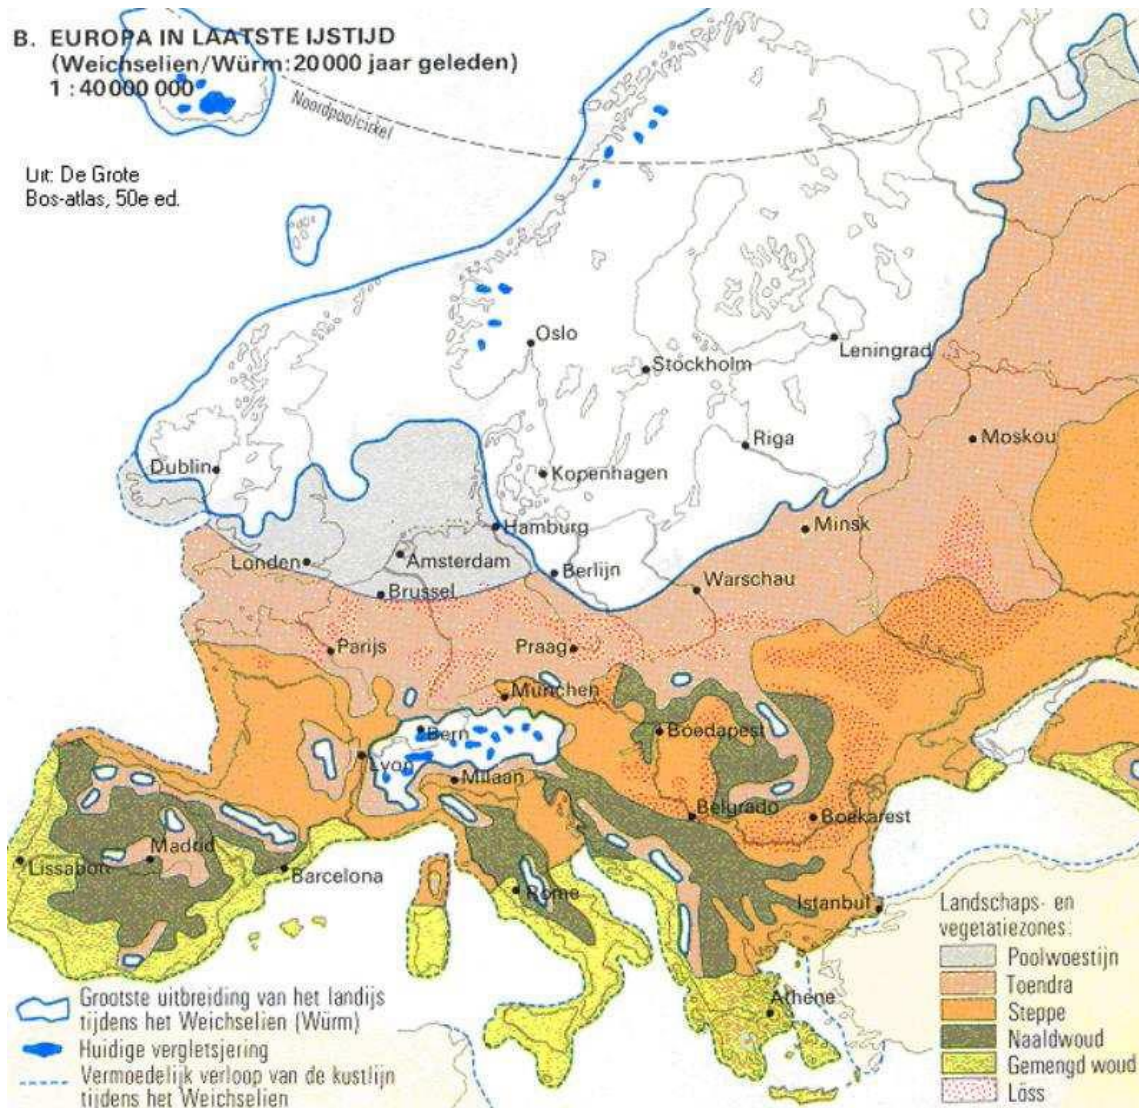 B. EUROPA IN LAATSTE IJSTIJD
(Weichselien/Würm: 20 000 jaar geleden)
1 : 40 000 000
Noordpoolcirkel
Uit: De Grote
Bos-atlas, 50e ed.
Oslo
Stockholm
Leningrad
Riga
Moskou
Dublin
Kopenhagen
Hamburg
Minsk
Londen
Amsterdam
Berlijn
Warschau
Brussel
Parijs
Praag
München
Bern
Boedapest
Lyon
Milaan
Belgrado
Boekarest
Madrid
Lissabon
Barcelona
Rome
Istanbul
Athene
Landschaps- en
vegetatiezones:
Poolwoestijn
Toendra
Steppe
Naaldwoud
Gemengd woud
Löss
Grootste uitbreiding van het landijs
tijdens het Weichselien (Würm)
Huidige vergletsjering
Vermoedelijk verloop van de kustlijn
tijdens het Weichselien